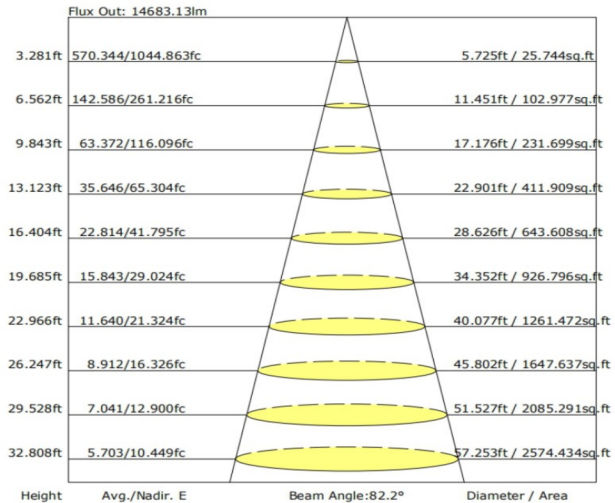 Flux Out: 14683.13lm
3.281ft 570.344/1044.863fc 5.725ft / 25.744sq.ft
6.562ft 142.586/261.216fc 11.451ft / 102.977sq.ft
9.843ft 63.372/116.096fc 17.176ft / 231.699sq.ft
13.123ft 35.646/65.304fc 22.901ft / 411.909sq.ft
16.404ft 22.814/41.795fc 28.626ft / 643.608sq.ft
19.685ft 15.843/29.024fc 34.352ft / 926.796sq.ft
22.966ft 11.640/21.324fc 40.077ft / 1261.472sq.ft
26.247ft 8.912/16.326fc 45.802ft / 1647.637sq.ft
29.528ft 7.041/12.900fc 51.527ft / 2085.291sq.ft
32.808ft 5.703/10.449fc 57.253ft / 2574.434sq.ft
Height Avg./Nadir. E Beam Angle:82.2° Diameter / Area